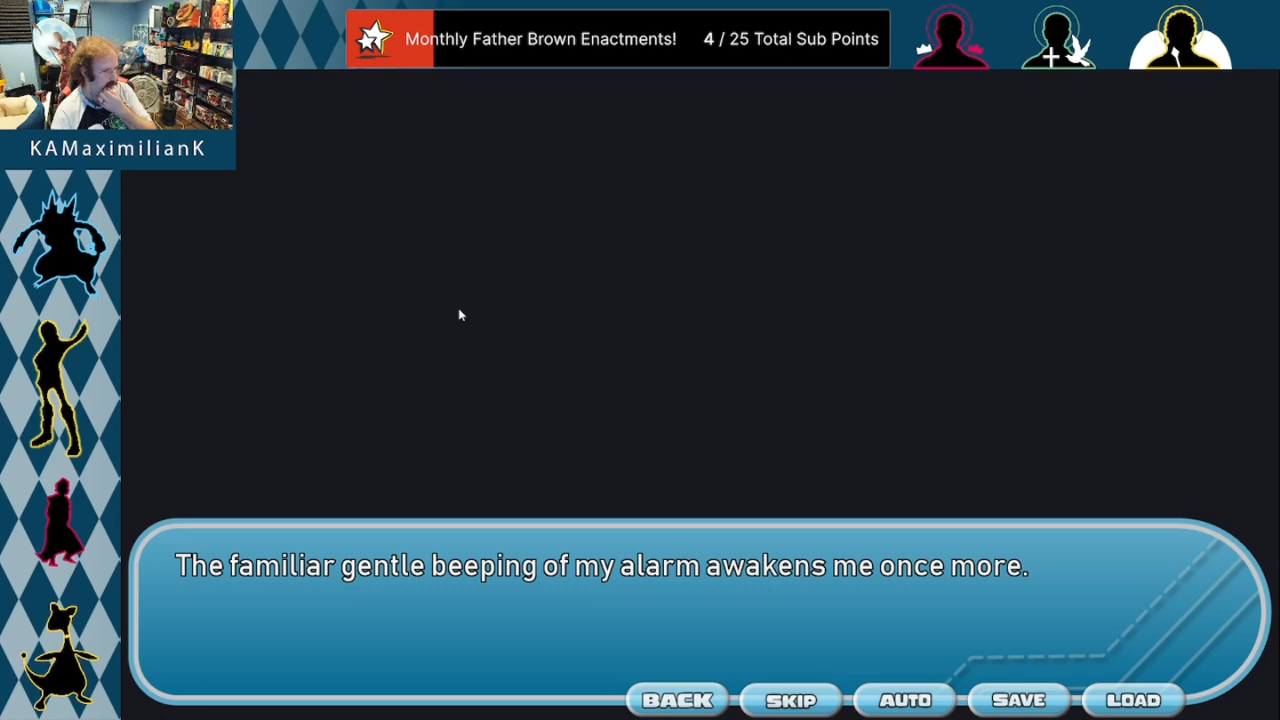 Monthly Father Brown Enactments! 4 / 25 Total Sub Points
KAMaximilianK
The familiar gentle beeping of my alarm awakens me once more.
BACK SKIP AUTO SAVE LOAD